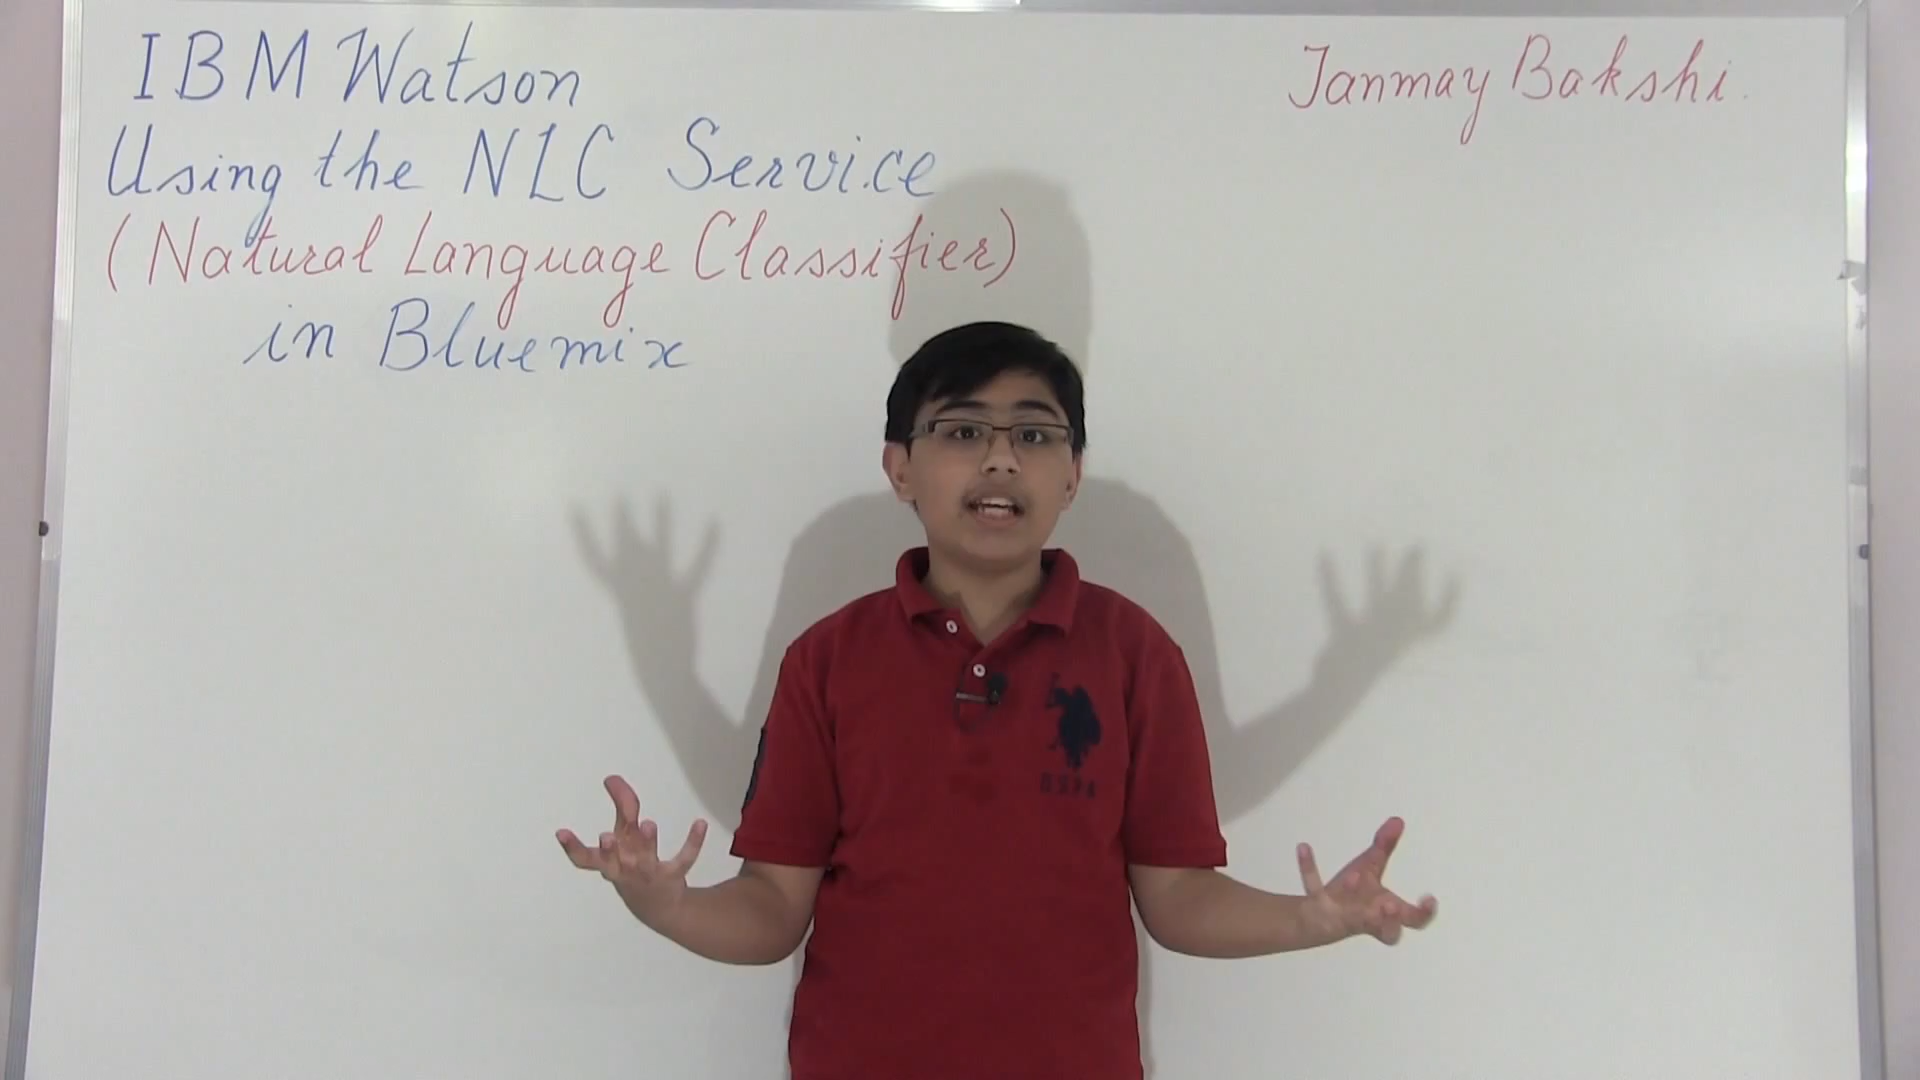 IBM Watson
Tanmay Bakshi
Using the NLC Service
(Natural Language Classifier)
in Bluemix
USPA